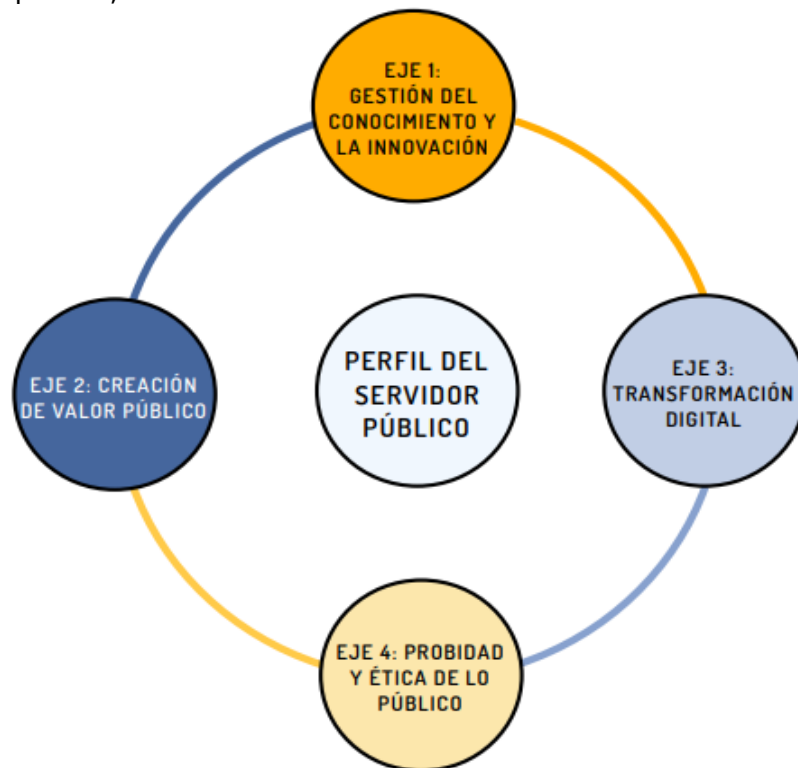 EJE 1:
GESTIÓN DEL
CONOCIMIENTO Y
LA INNOVACIÓN
EJE 2: CREACIÓN
DE VALOR PÚBLICO
PERFIL DEL
SERVIDOR
PÚBLICO
EJE 3:
TRANSFORMACIÓN
DIGITAL
EJE 4: PROBIDAD
Y ÉTICA DE LO
PÚBLICO